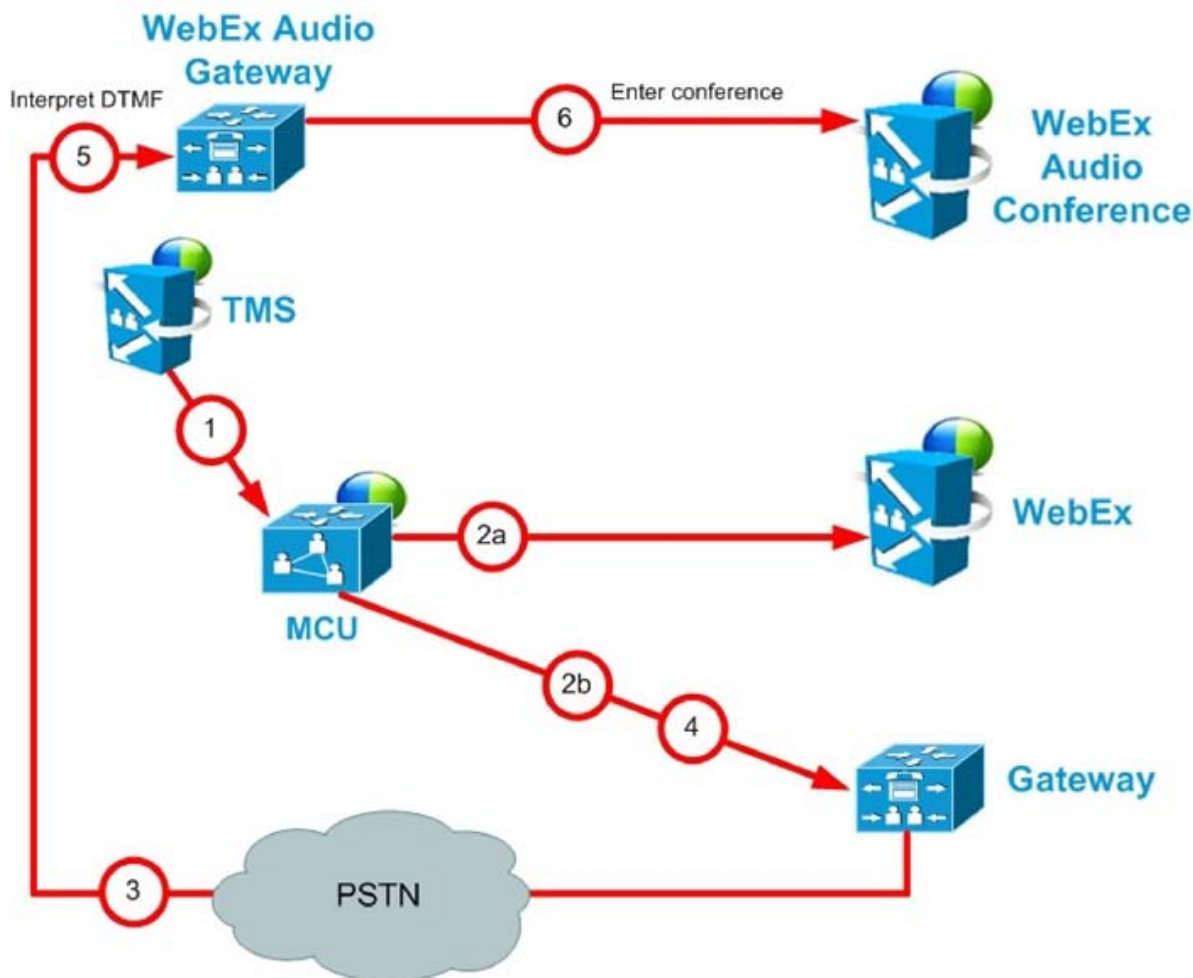 WebEx Audio
Gateway
Interpret DTMF
5
6
Enter conference
WebEx
Audio
Conference
TMS
1
2a
WebEx
MCU
2b
4
Gateway
3
PSTN